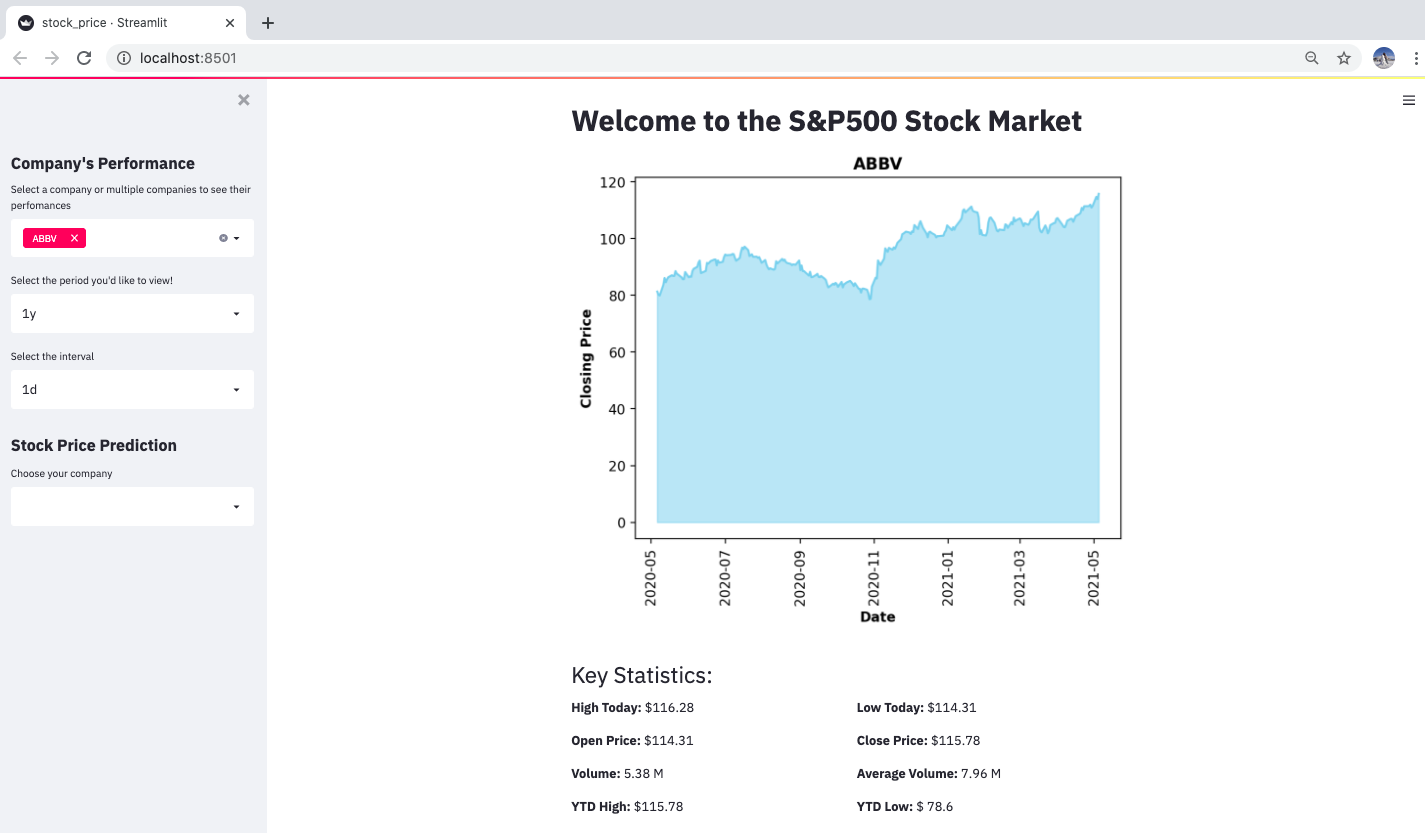 stock_price · Streamlit
localhost:8501
Company's Performance
Select a company or multiple companies to see their
perfomances
ABBV
Select the period you'd like to view!
1y
Select the interval
1d
Stock Price Prediction
Choose your company
Welcome to the S&P500 Stock Market
ABBV
120
100
80
60
40
20
0
Closing Price
2020-05
2020-07
2020-09
2020-11
2021-01
2021-03
2021-05
Date
Key Statistics:
High Today: $116.28
Low Today: $114.31
Open Price: $114.31
Close Price: $115.78
Volume: 5.38 M
Average Volume: 7.96 M
YTD High: $115.78
YTD Low: $ 78.6